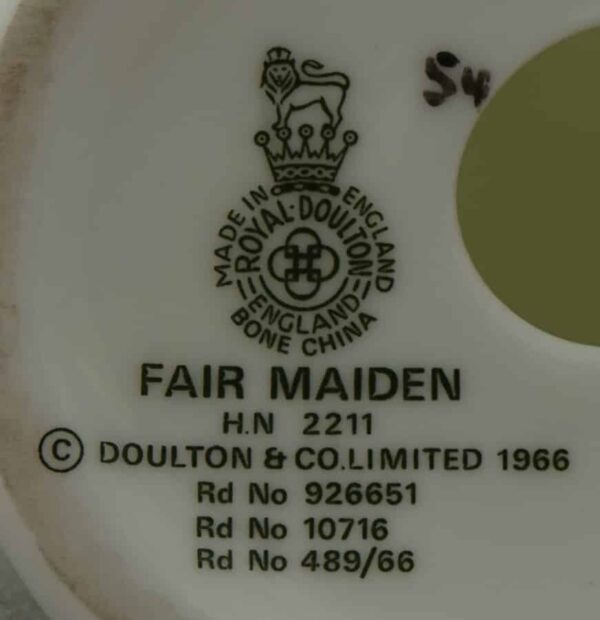 S4
MADE IN ENGLAND
ROYAL·DOULTON
ENGLAND
BONE CHINA
FAIR MAIDEN
H.N 2211
© DOULTON & CO.LIMITED 1966
Rd No 926651
Rd No 10716
Rd No 489/66